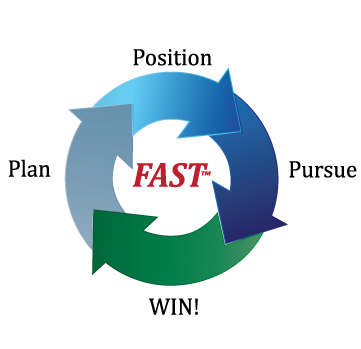 Position
Plan
FAST™
Pursue
WIN!